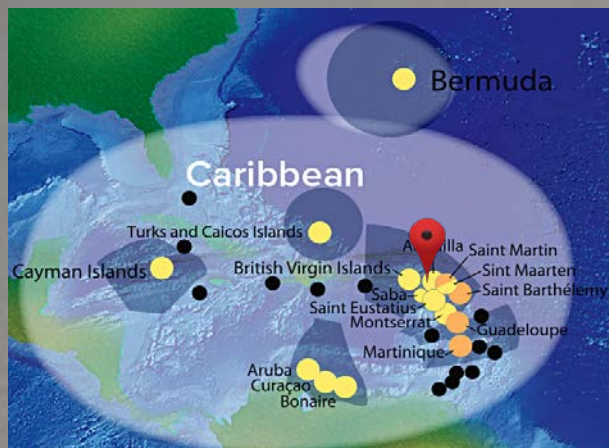 Bermuda
Caribbean
Turks and Caicos Islands
Cayman Islands
British Virgin Islands
Saint Martin
Sint Maarten
Saint Barthélemy
Saba
Saint Eustatius
Montserrat
Guadeloupe
Martinique
Aruba
Curaçao
Bonaire